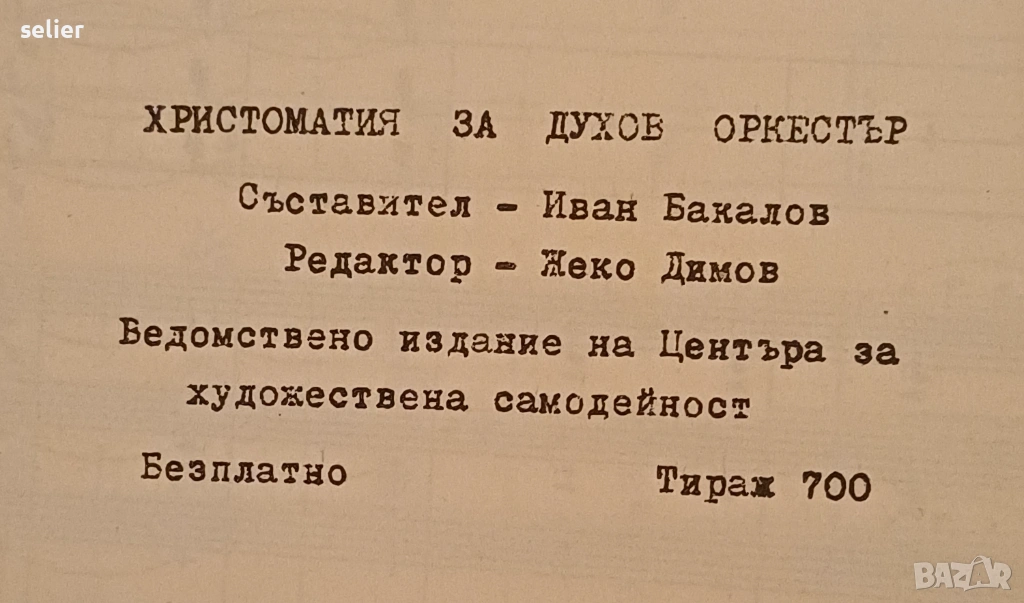 selier
ХРИСТОМАТИЯ ЗА ДУХОВ ОРКЕСТЪР
Съставител - Иван Бакалов
Редактор - Жеко Димов
Ведомствено издание на Центъра за
художествена самодейност
Безплатно Тираж 700
BAZAR